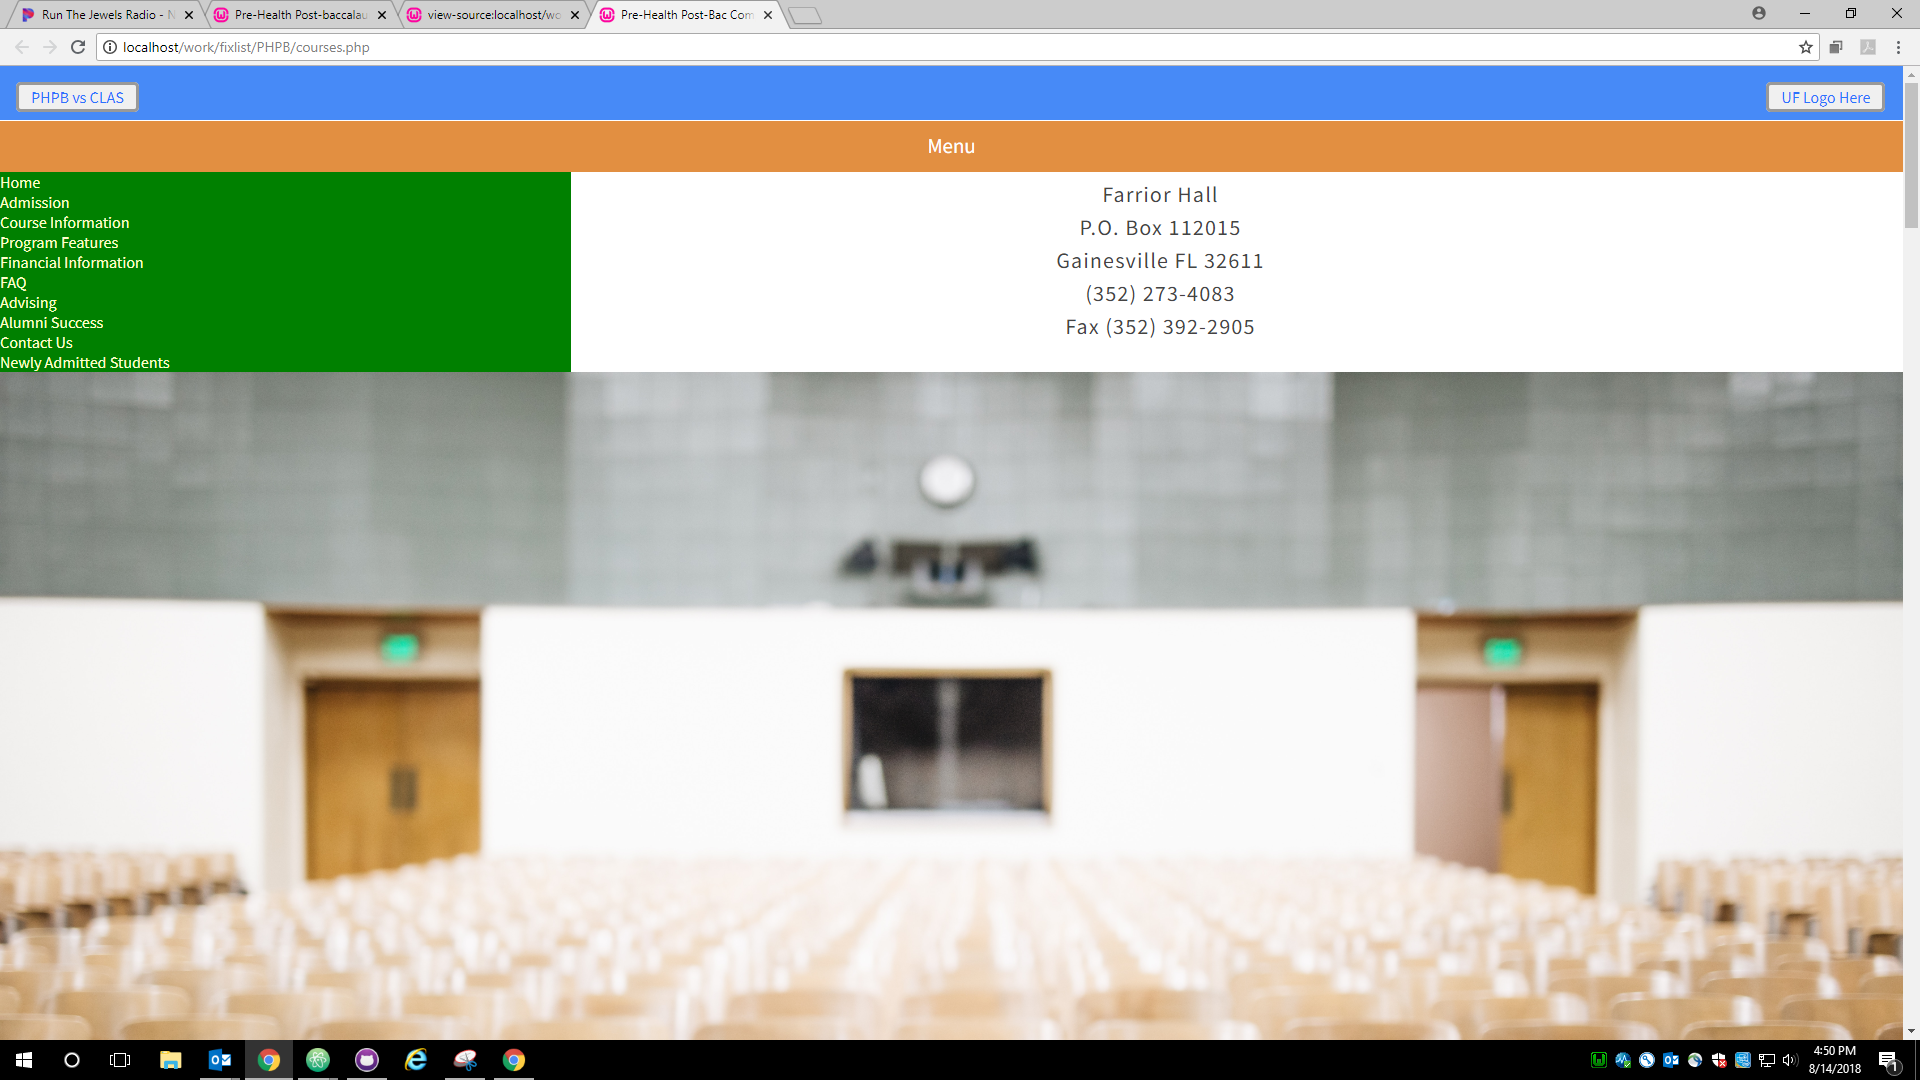 Run The Jewels Radio - N
Pre-Health Post-baccalau
view-source:localhost/wo
Pre-Health Post-Bac Com
localhost/work/fixlist/PHPB/courses.php
PHPB vs CLAS
UF Logo Here
Menu
Home
Admission
Course Information
Program Features
Financial Information
FAQ
Advising
Alumni Success
Contact Us
Newly Admitted Students
Farrior Hall
P.O. Box 112015
Gainesville FL 32611
(352) 273-4083
Fax (352) 392-2905
4:50 PM
8/14/2018
1